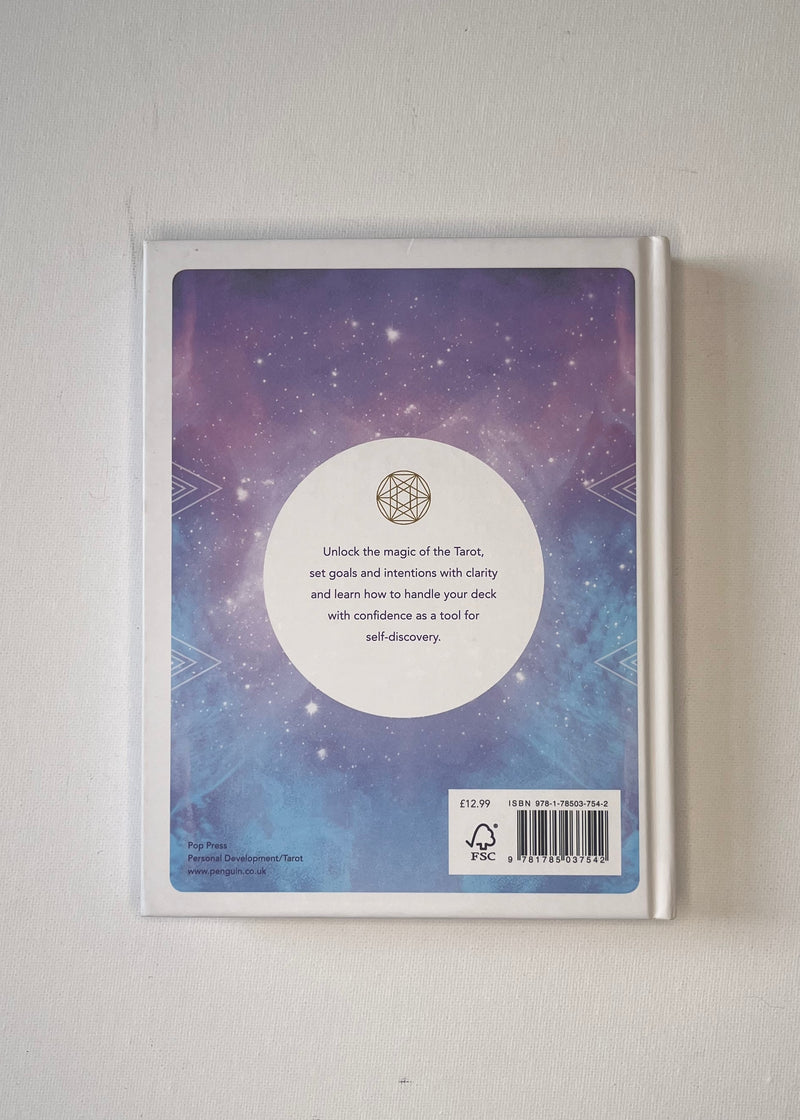 Unlock the magic of the Tarot,
set goals and intentions with clarity
and learn how to handle your deck
with confidence as a tool for
self-discovery.
£12.99
ISBN 978-1-78503-754-2
FSC®
9 781785 037542
Pop Press
Personal Development/Tarot
www.penguin.co.uk